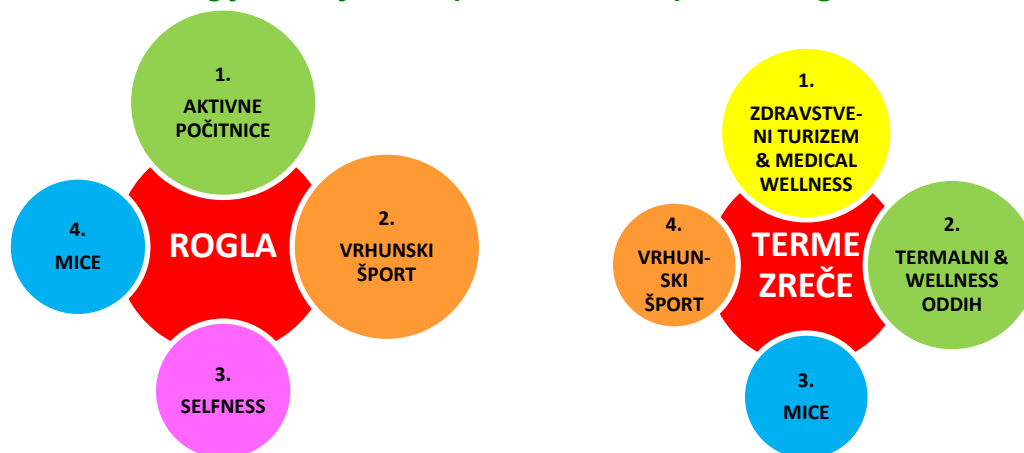 1.
AKTIVNE
POČITNICE
2.
VRHUNSKI
ŠPORT
3.
SELFNESS
4.
MICE
ROGLA
1.
ZDRAVSTVE-
NI TURIZEM
& MEDICAL
WELLNESS
2.
TERMALNI &
WELLNESS
ODDIH
3.
MICE
4.
VRHUN-
SKI
ŠPORT
TERME
ZREČE